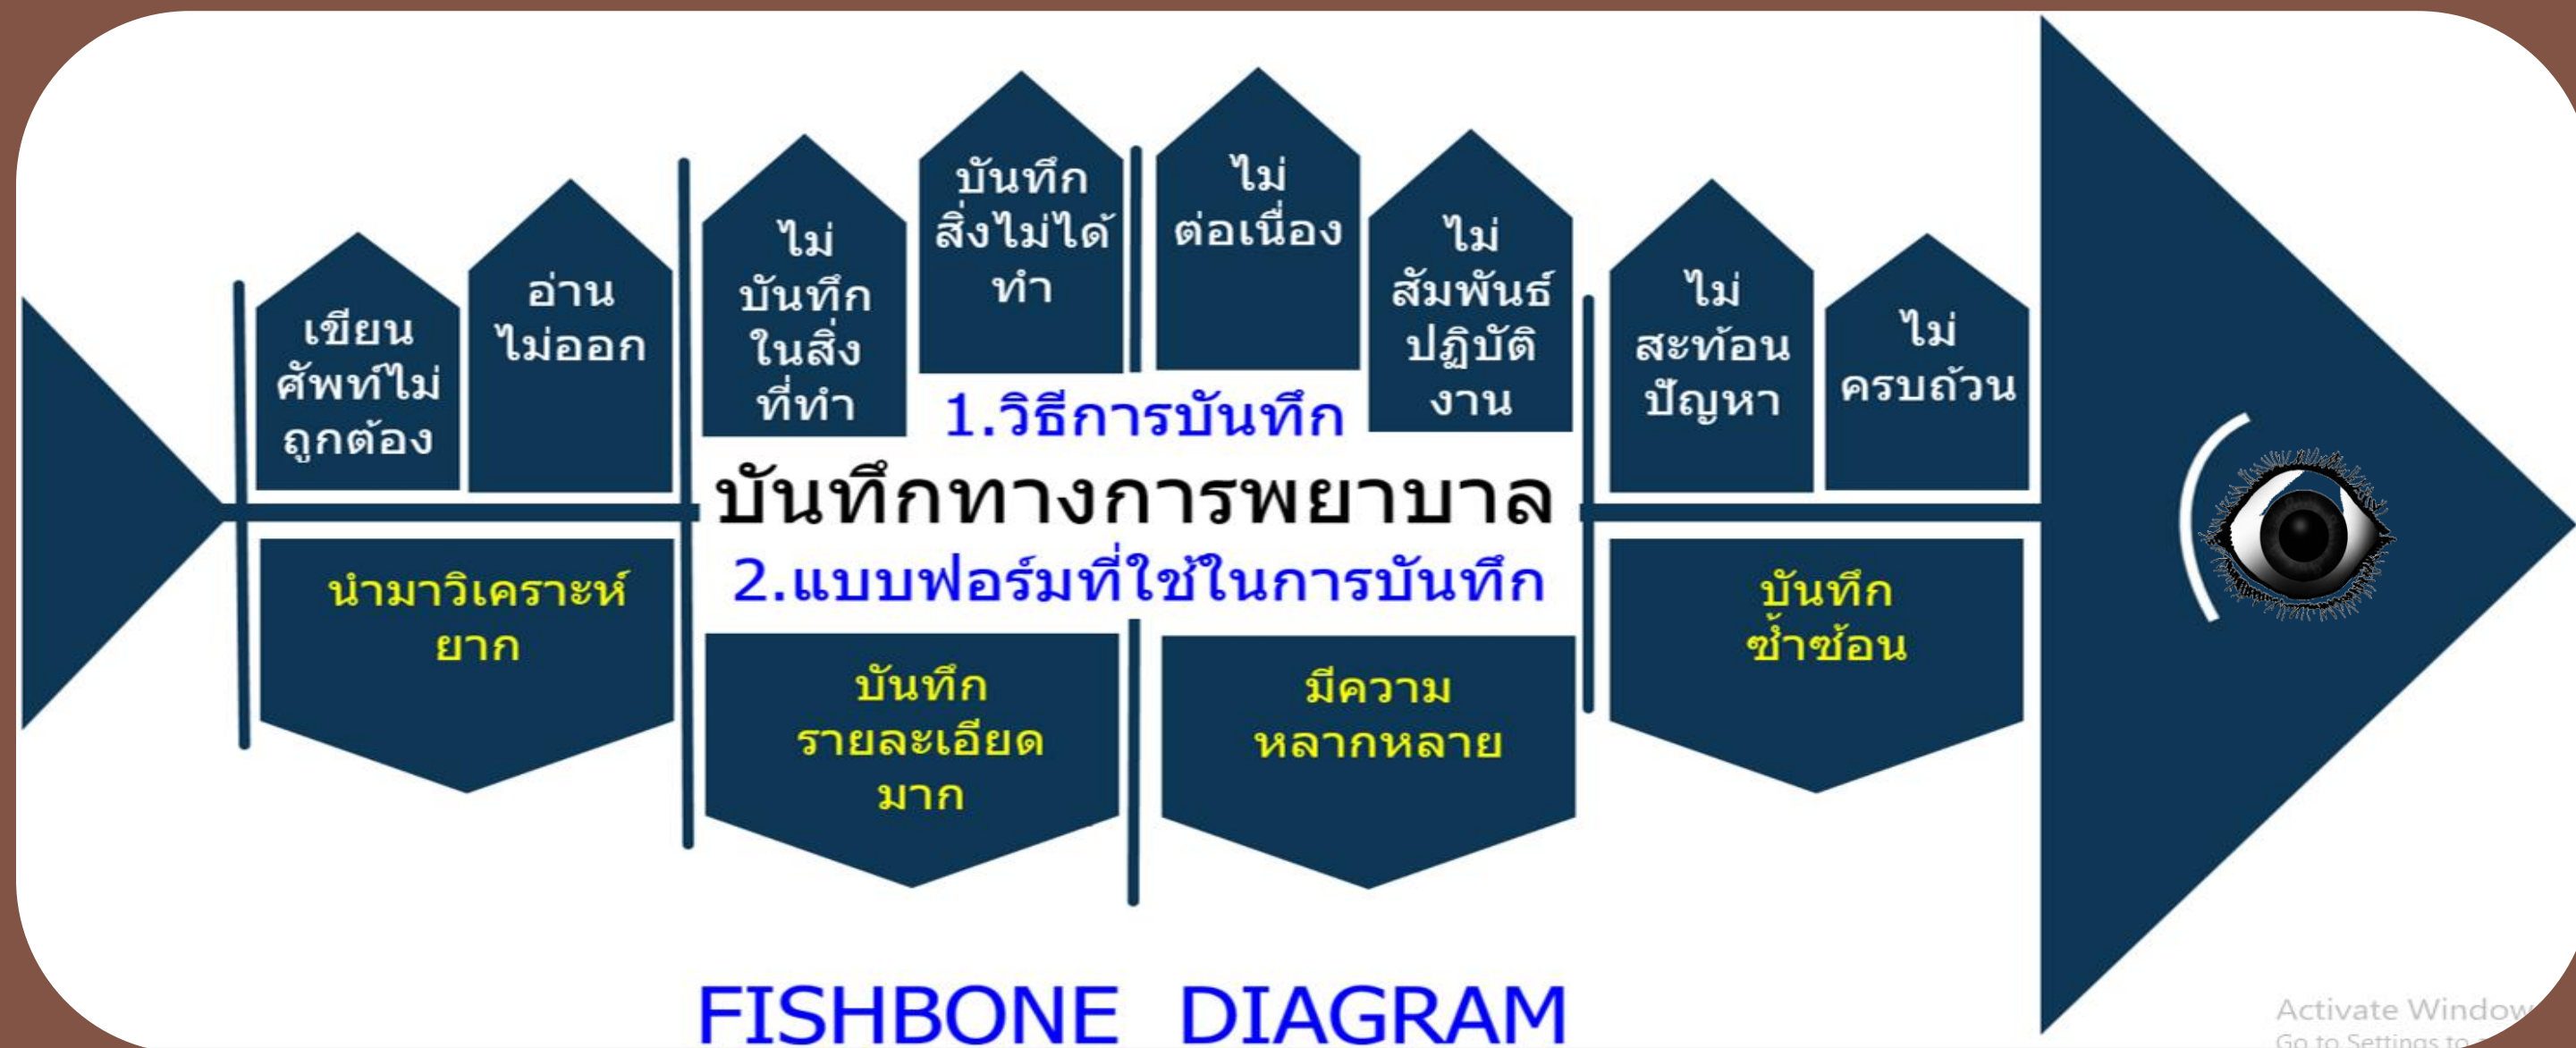 เขียน
ศัพท์ไม่
ถูกต้อง
อ่าน
ไม่ออก
ไม่
บันทึก
ในสิ่ง
ที่ทำ
บันทึก
สิ่งไม่ได้
ทำ
ไม่
ต่อเนื่อง
ไม่
สัมพันธ์
ปฏิบัติ
งาน
ไม่
สะท้อน
ปัญหา
ไม่
ครบถ้วน
1.วิธีการบันทึก
บันทึกทางการพยาบาล
2.แบบฟอร์มที่ใช้ในการบันทึก
นำมาวิเคราะห์
ยาก
บันทึก
รายละเอียด
มาก
มีความ
หลากหลาย
บันทึก
ซ้ำซ้อน
FISHBONE DIAGRAM
Activate Window
Go to Settings to